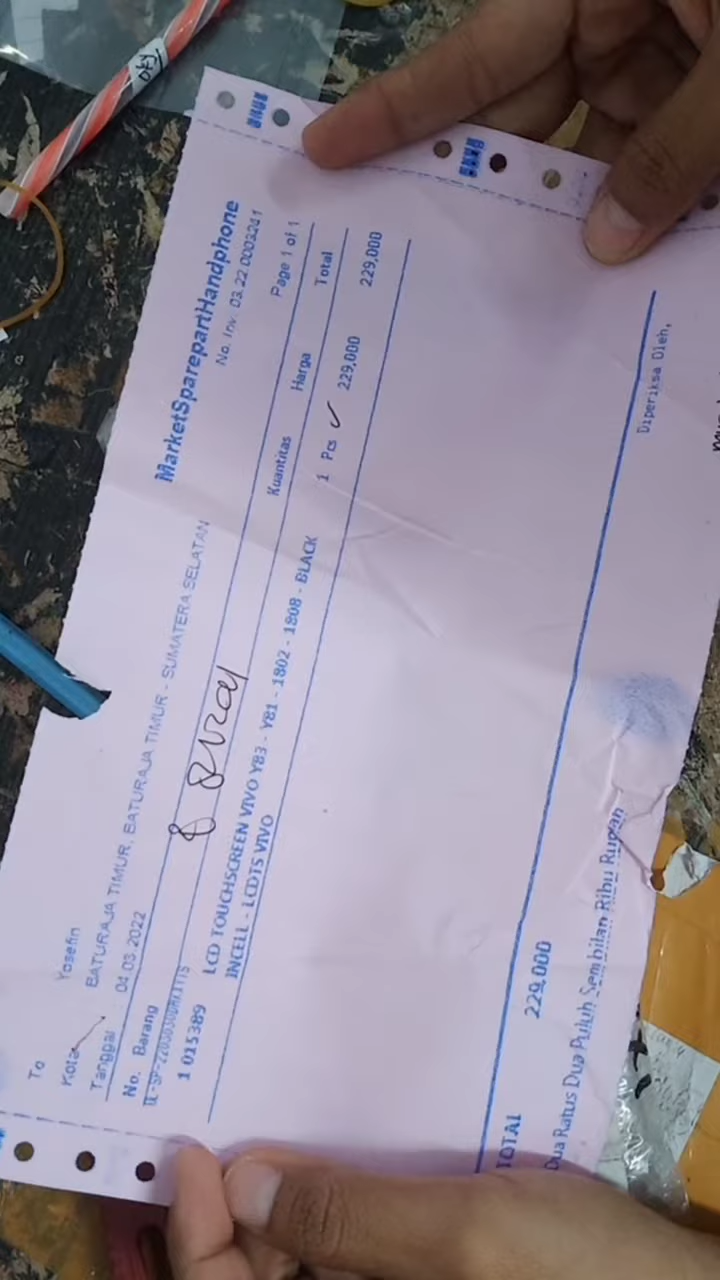 MarketSparepartHandphone
No. Inv. 03.22.0003241
To Yosefin
Kota BATURAJA TIMUR, BATURAJA TIMUR - SUMATERA SELATAN
Tanggal 04.03.2022 Page 1 of 1
No. Barang Kuantitas Harga Total
1 015389 LCD TOUCHSCREEN VIVO Y83 - Y81 - 1802 - 1808 - BLACK 1 Pcs 229,000 229,000
INCELL - LCDTS VIVO
TOTAL 229,000
Dua Ratus Dua Puluh Sembilan Ribu Rupiah
Diperiksa Oleh,